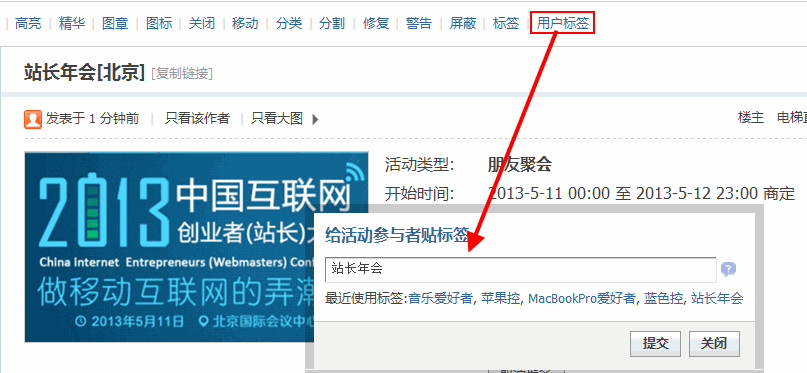 高亮 | 精华 | 图章 | 图标 | 关闭 | 移动 | 分类 | 分割 | 修复 | 警告 | 屏蔽 | 标签 | 用户标签
站长年会[北京] [复制链接]
发表于 1 分钟前 | 只看该作者 | 只看大图
楼主 电梯直
2013 中国互联网
创业者(站长)大
China Internet Entrepreneurs (Webmasters) Conf
做移动互联网的弄潮
2013年5月11日 北京国际会议中心
活动类型: 朋友聚会
开始时间: 2013-5-11 00:00 至 2013-5-12 23:00 商定
给活动参与者贴标签
站长年会
?
最近使用标签:音乐爱好者, 苹果控, MacBookPro爱好者, 蓝色控, 站长年会
提交 关闭